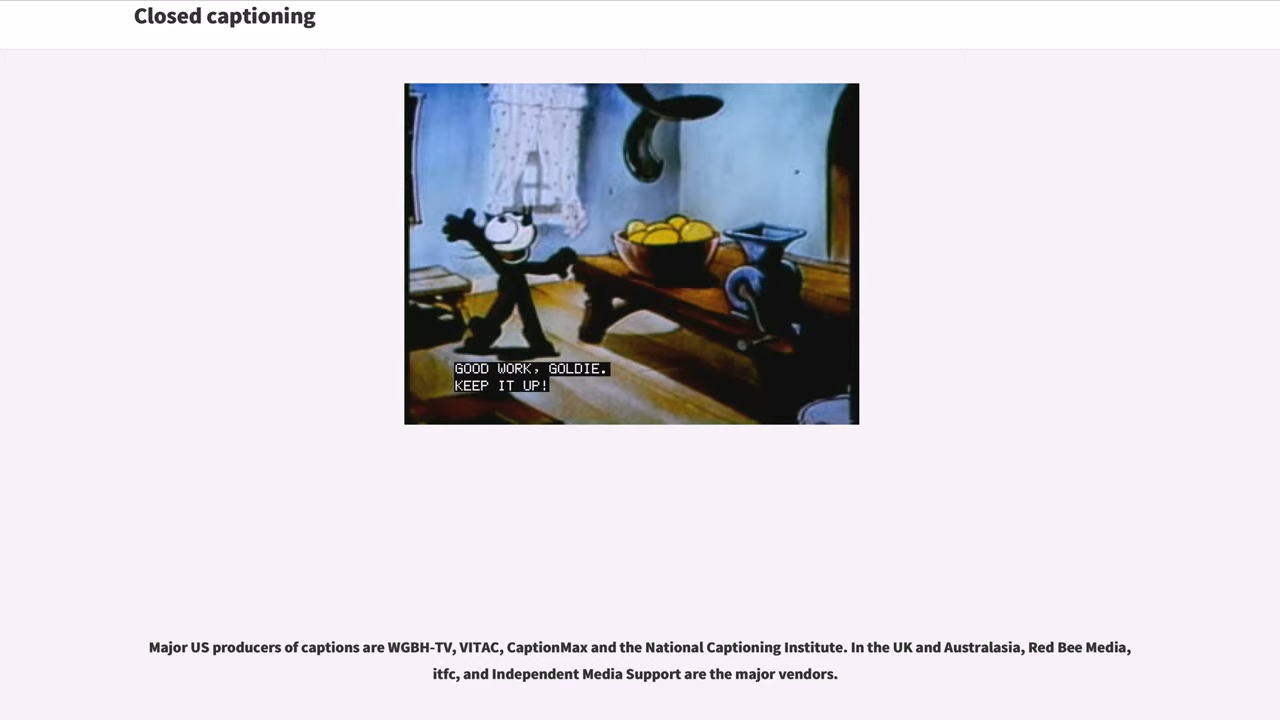 Closed captioning
GOOD WORK, GOLDIE.
KEEP IT UP!
Major US producers of captions are WGBH-TV, VITAC, CaptionMax and the National Captioning Institute. In the UK and Australasia, Red Bee Media,
itfc, and Independent Media Support are the major vendors.